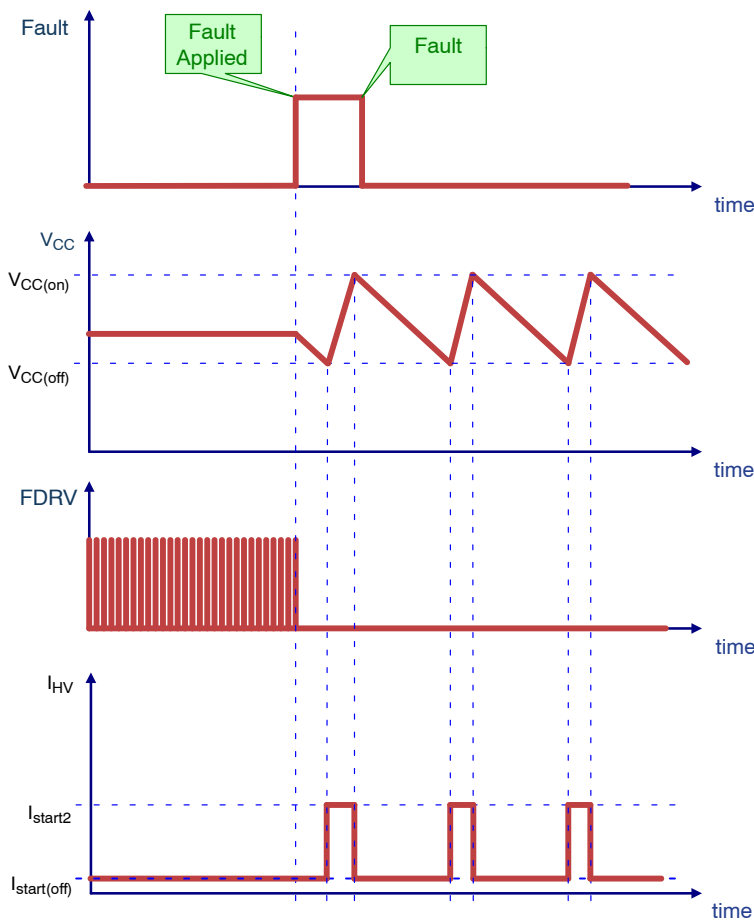 Fault
Fault
Applied
Fault
time
VCC
VCC(on)
VCC(off)
time
FDRV
time
IHV
Istart2
Istart(off)
time